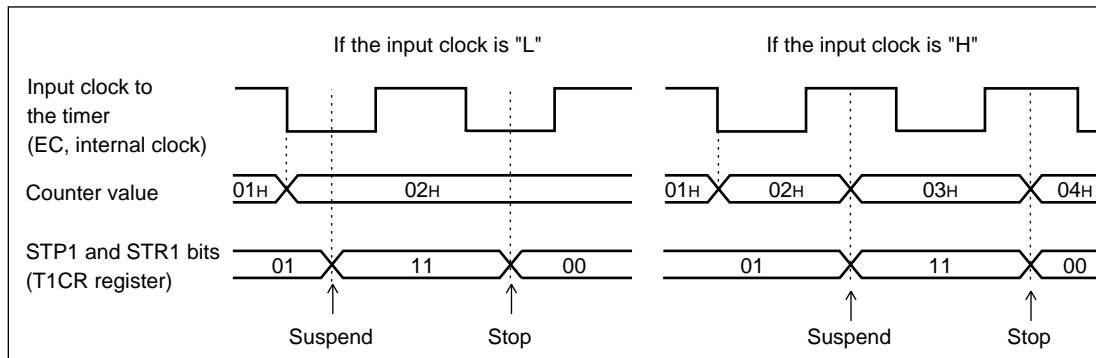 If the input clock is "L"
If the input clock is "H"
Input clock to
the timer
(EC, internal clock)
Counter value
01H
02H
01H
02H
03H
04H
STP1 and STR1 bits
(T1CR register)
01
11
00
01
11
00
Suspend
Stop
Suspend
Stop